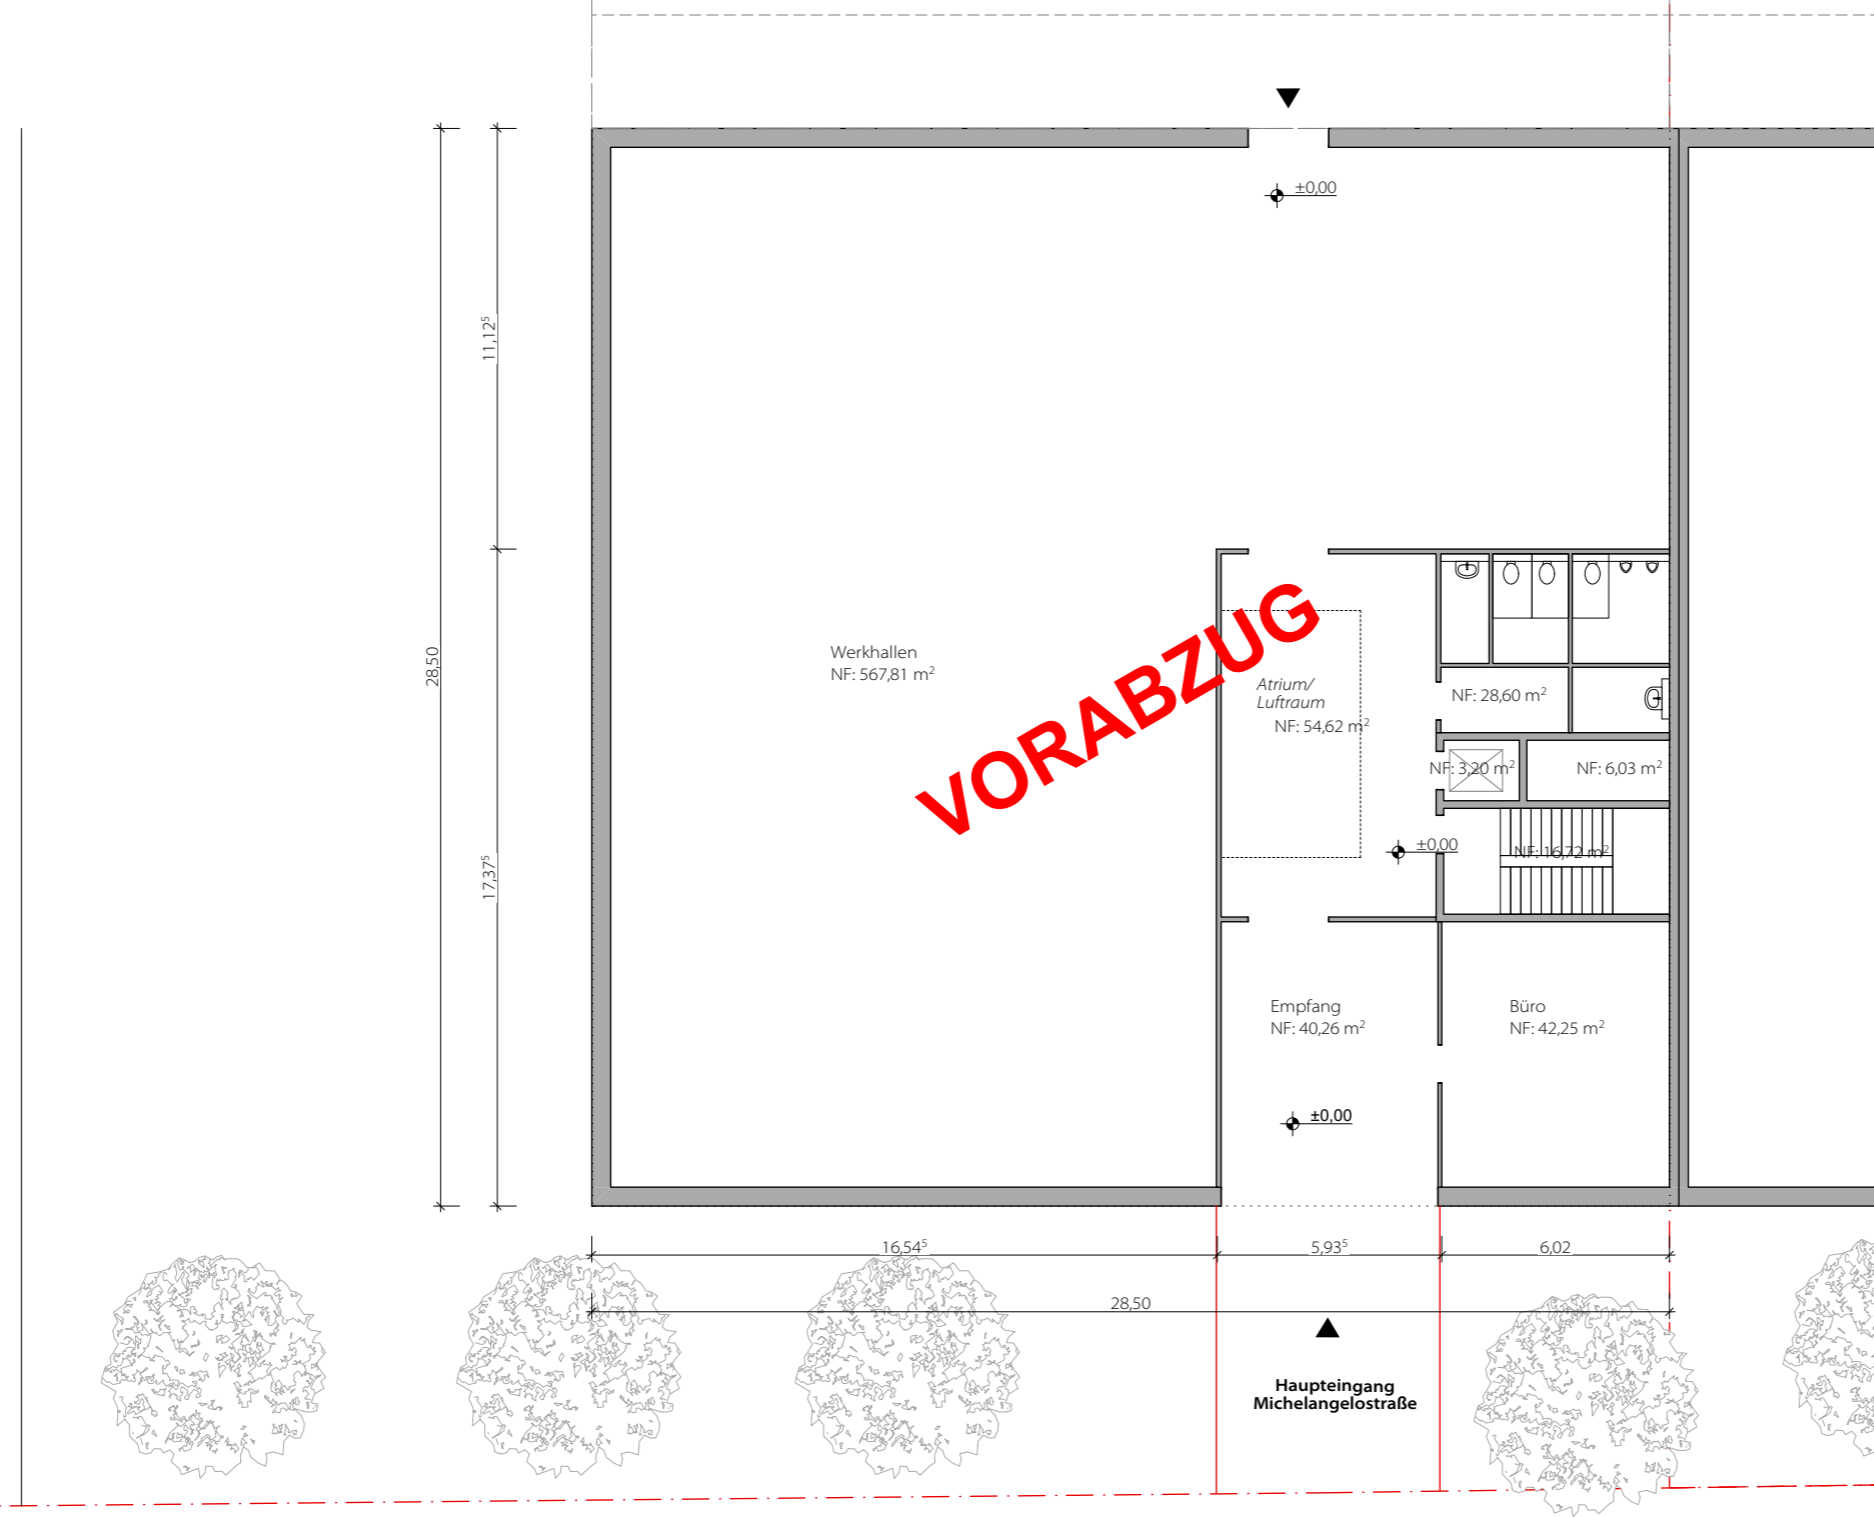 ±0,00
11,12⁵
28,50
17,37⁵
Werkhallen
NF: 567,81 m²
VORABZUG
Atrium/
Luftraum
NF: 54,62 m²
NF: 28,60 m²
NF: 3,20 m²
NF: 6,03 m²
±0,00
NF: 16,72 m²
Empfang
NF: 40,26 m²
Büro
NF: 42,25 m²
±0,00
16,54⁵
5,93⁵
6,02
28,50
Haupteingang
Michelangelostraße